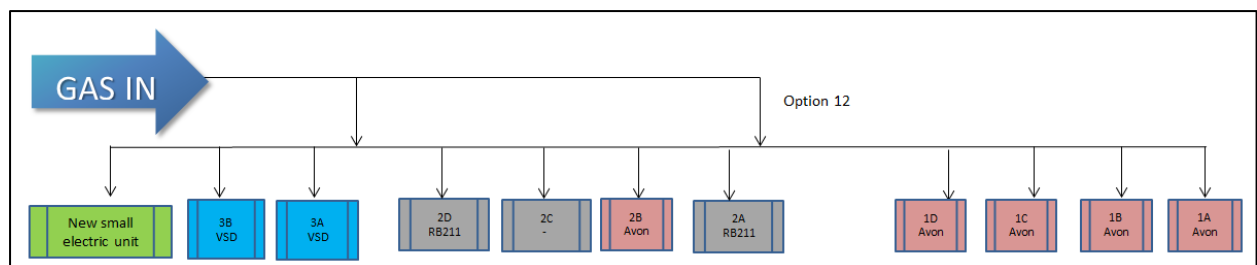 GAS IN
Option 12
New small
electric unit
3B
VSD
3A
VSD
2D
RB211
2C
-
2B
Avon
2A
RB211
1D
Avon
1C
Avon
1B
Avon
1A
Avon